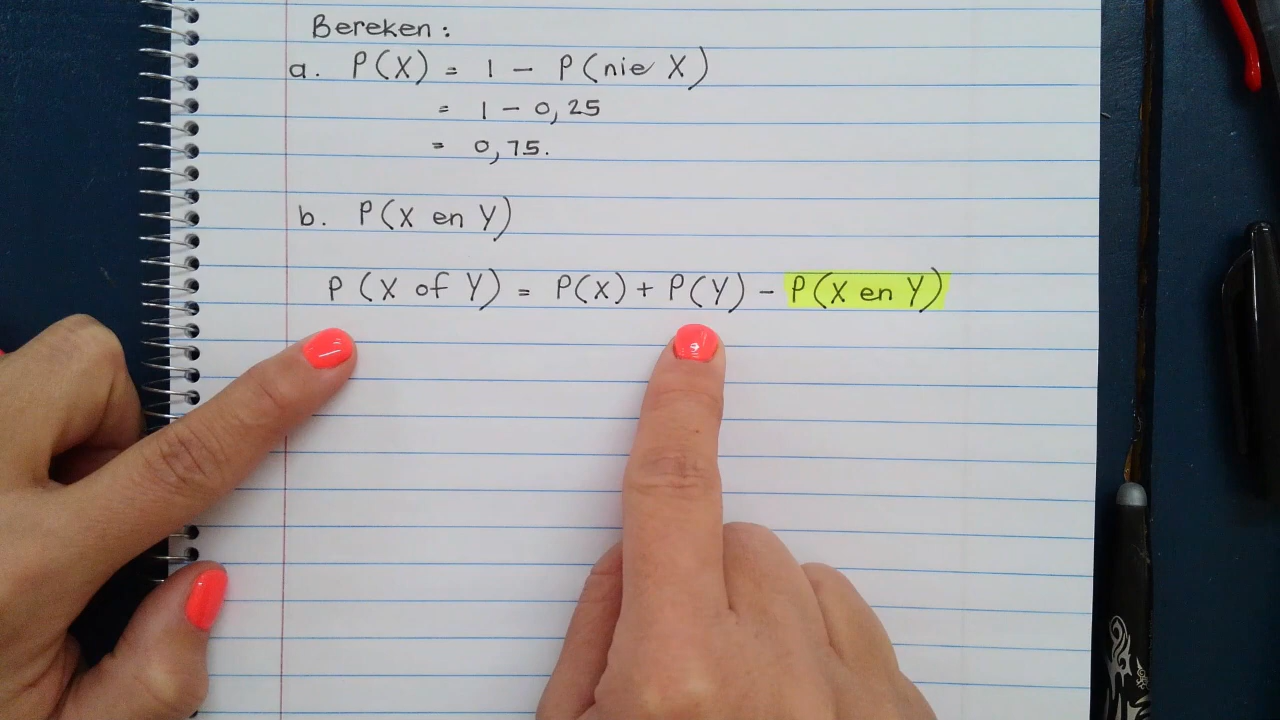 Bereken:
a. P(X) = 1 - P(nie X)
= 1 - 0,25
= 0,75.
b. P(X en Y)
P(X of Y) = P(X) + P(Y) - P(X en Y)